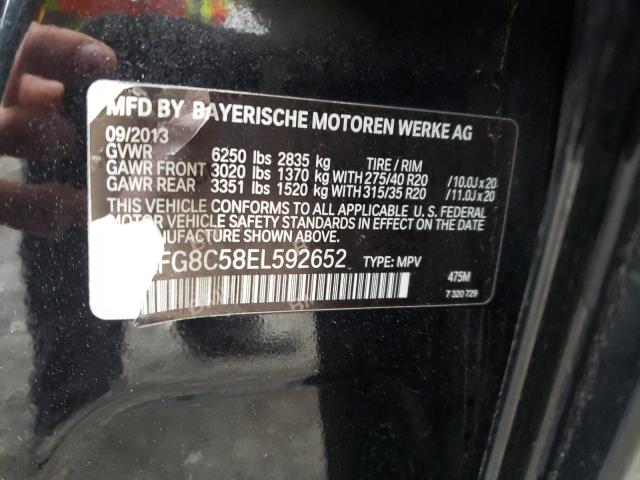 MFD BY BAYERISCHE MOTOREN WERKE AG
09/2013
GVWR 6250 lbs 2835 kg TIRE / RIM
GAWR FRONT 3020 lbs 1370 kg WITH 275/40 R20 /10.0J x 20
GAWR REAR 3351 lbs 1520 kg WITH 315/35 R20 /11.0J x 20
THIS VEHICLE CONFORMS TO ALL APPLICABLE U. S. FEDERAL
MOTOR VEHICLE SAFETY STANDARDS IN EFFECT ON THE
DATE OF MANUFACTURE SHOWN ABOVE.
FG8C58EL592652 TYPE: MPV 475M
7 320 729